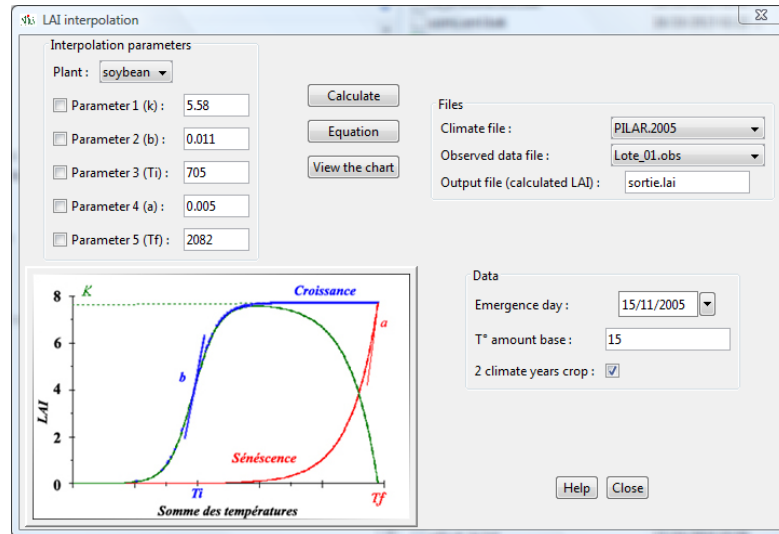 LAI interpolation
Interpolation parameters
Plant : soybean
Parameter 1 (k) : 5.58
Parameter 2 (b) : 0.011
Parameter 3 (Ti) : 705
Parameter 4 (a) : 0.005
Parameter 5 (Tf) : 2082
Calculate
Equation
View the chart
Files
Climate file : PILAR.2005
Observed data file : Lote_01.obs
Output file (calculated LAI) : sortie.lai
8
K
Croissance
a
6
b
4
LAI
2
Sénéscence
0
Ti
Tf
Somme des températures
Data
Emergence day : 15/11/2005
T° amount base : 15
2 climate years crop :
Help Close